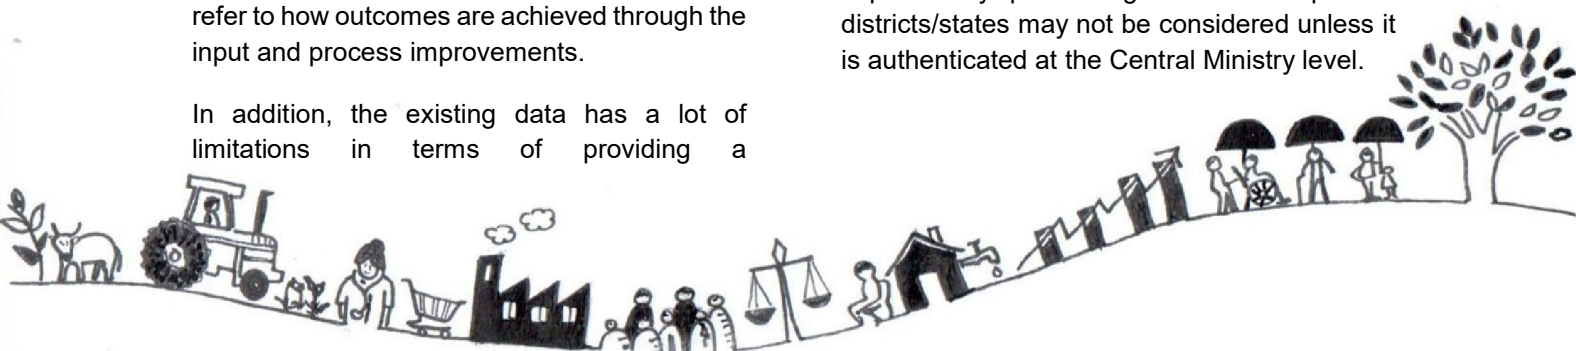 refer to how outcomes are achieved through the
input and process improvements.
In addition, the existing data has a lot of
limitations in terms of providing a
districts/states may not be considered unless it
is authenticated at the Central Ministry level.